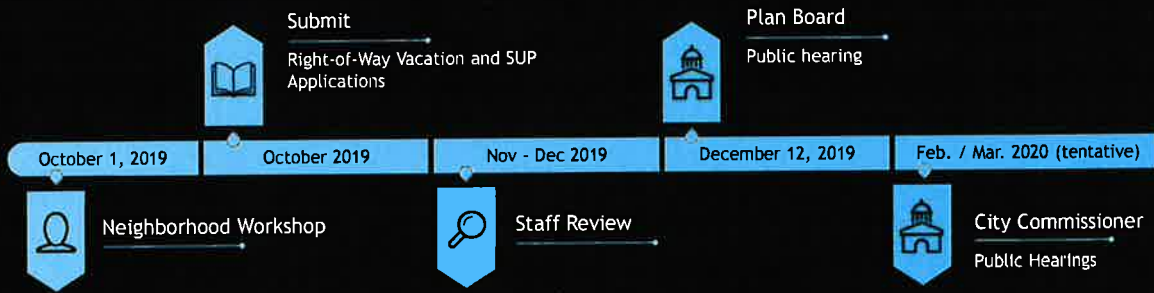 Submit
Right-of-Way Vacation and SUP
Applications
Plan Board
Public hearing
October 1, 2019
October 2019
Nov - Dec 2019
December 12, 2019
Feb. / Mar. 2020 (tentative)
Neighborhood Workshop
Staff Review
City Commissioner
Public Hearings